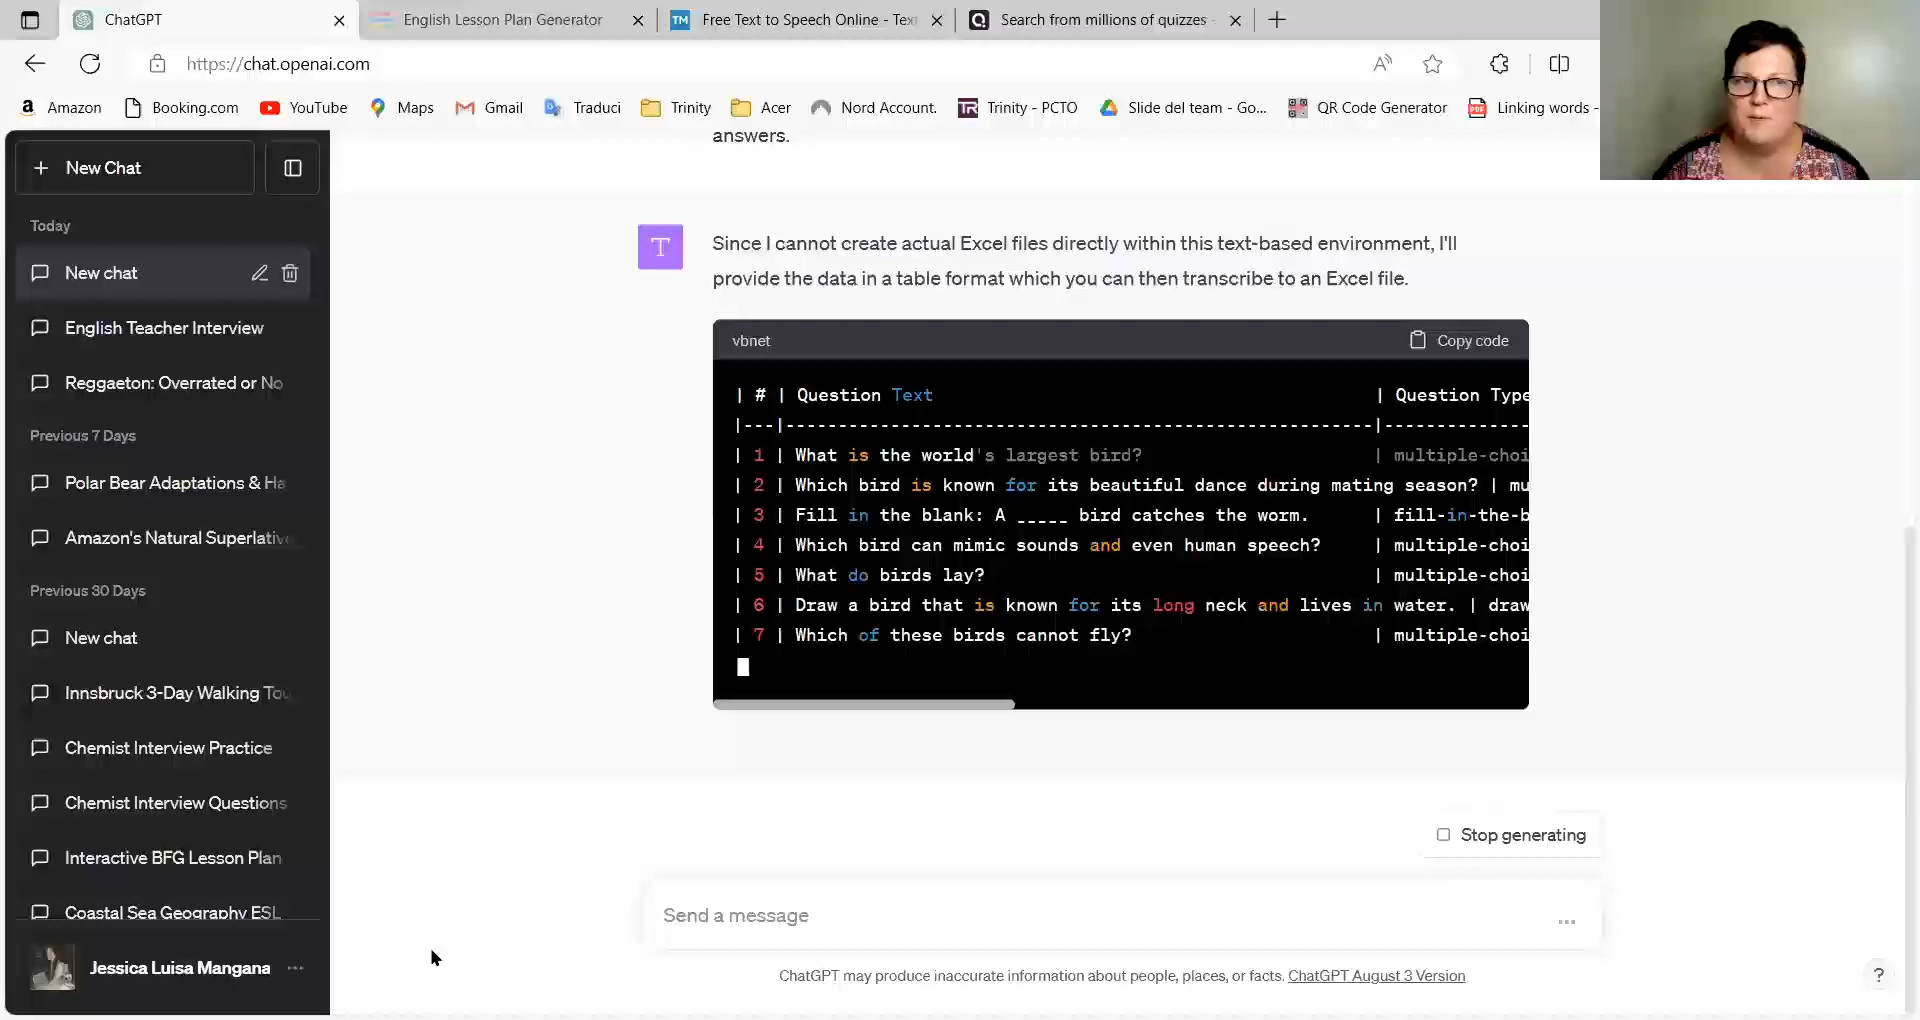 ChatGPT
English Lesson Plan Generator
Free Text to Speech Online - Tex
Search from millions of quizzes
https://chat.openai.com
Amazon
Booking.com
YouTube
Maps
Gmail
Traduci
Trinity
Acer
Nord Account.
Trinity - PCTO
Slide del team - Go...
QR Code Generator
Linking words -
+ New Chat
Today
New chat
English Teacher Interview
Reggaeton: Overrated or No
Previous 7 Days
Polar Bear Adaptations & Ha
Amazon's Natural Superlative
Previous 30 Days
New chat
Innsbruck 3-Day Walking Tou
Chemist Interview Practice
Chemist Interview Questions
Interactive BFG Lesson Plan
Coastal Sea Geography ESL
Jessica Luisa Mangana ...
answers.
T
Since I cannot create actual Excel files directly within this text-based environment, I'll
provide the data in a table format which you can then transcribe to an Excel file.
vbnet Copy code
| # | Question Text | Question Type
|---|--------------------------------------------------------|--------------
| 1 | What is the world's largest bird? | multiple-choi
| 2 | Which bird is known for its beautiful dance during mating season? | mu
| 3 | Fill in the blank: A _____ bird catches the worm. | fill-in-the-b
| 4 | Which bird can mimic sounds and even human speech? | multiple-choi
| 5 | What do birds lay? | multiple-choi
| 6 | Draw a bird that is known for its long neck and lives in water. | draw
| 7 | Which of these birds cannot fly? | multiple-choi
Stop generating
Send a message ...
ChatGPT may produce inaccurate information about people, places, or facts. ChatGPT August 3 Version
?